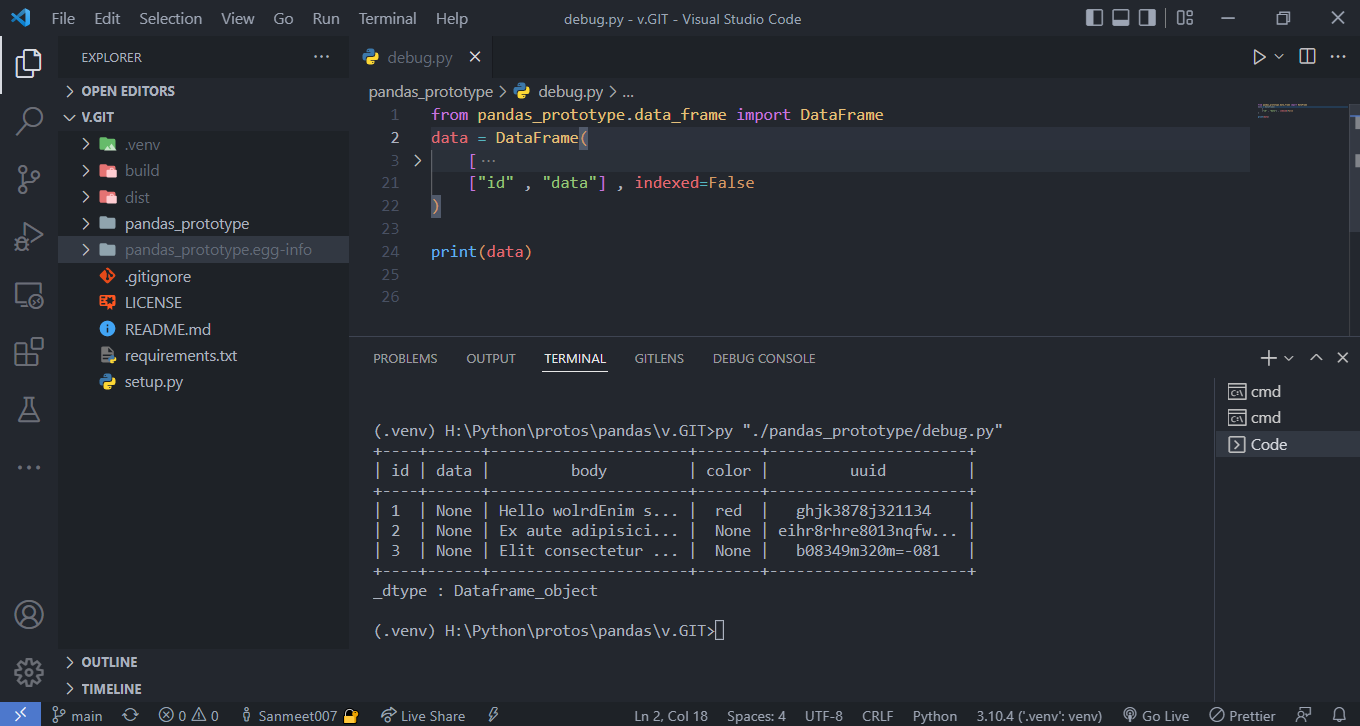 File Edit Selection View Go Run Terminal Help debug.py - v.GIT - Visual Studio Code
EXPLORER ···
OPEN EDITORS
V.GIT
.venv
build
dist
pandas_prototype
pandas_prototype.egg-info
.gitignore
LICENSE
README.md
requirements.txt
setup.py
OUTLINE
TIMELINE
debug.py
pandas_prototype > debug.py > ...
1 from pandas_prototype.data_frame import DataFrame
2 data = DataFrame(
3 > [ ···
21 ["id" , "data"] , indexed=False
22 )
23
24 print(data)
25
26
PROBLEMS OUTPUT TERMINAL GITLENS DEBUG CONSOLE
(.venv) H:\Python\protos\pandas\v.GIT>py "./pandas_prototype/debug.py"
+----+------+----------------------+-------+----------------------+
| id | data |         body         | color |         uuid         |
+----+------+----------------------+-------+----------------------+
| 1  | None | Hello wolrdEnim s... |  red  |   ghjk3878j321134    |
| 2  | None | Ex aute adipisici... |  None | eihr8rhre8013nqfw... |
| 3  | None | Elit consectetur ... |  None |   b08349m320m=-081   |
+----+------+----------------------+-------+----------------------+
_dtype : Dataframe_object
(.venv) H:\Python\protos\pandas\v.GIT>
cmd
cmd
Code
main 0 0 Sanmeet007 Live Share Ln 2, Col 18 Spaces: 4 UTF-8 CRLF Python 3.10.4 ('.venv': venv) Go Live Prettier